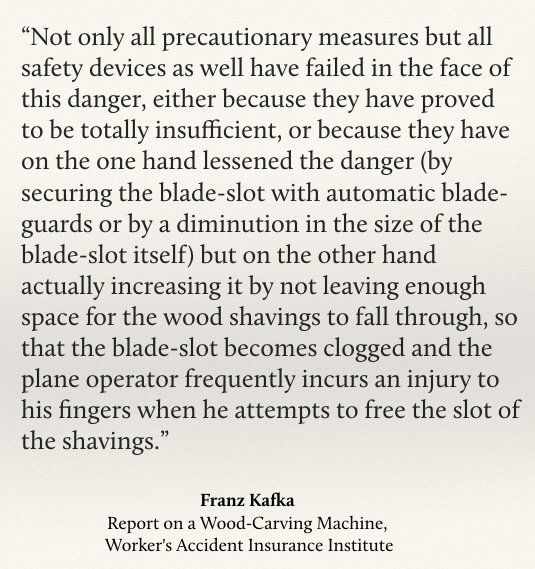 “Not only all precautionary measures but all
safety devices as well have failed in the face of
this danger, either because they have proved
to be totally insufficient, or because they have
on the one hand lessened the danger (by
securing the blade-slot with automatic blade-
guards or by a diminution in the size of the
blade-slot itself) but on the other hand
actually increasing it by not leaving enough
space for the wood shavings to fall through, so
that the blade-slot becomes clogged and the
plane operator frequently incurs an injury to
his fingers when he attempts to free the slot of
the shavings.”
Franz Kafka
Report on a Wood-Carving Machine,
Worker's Accident Insurance Institute